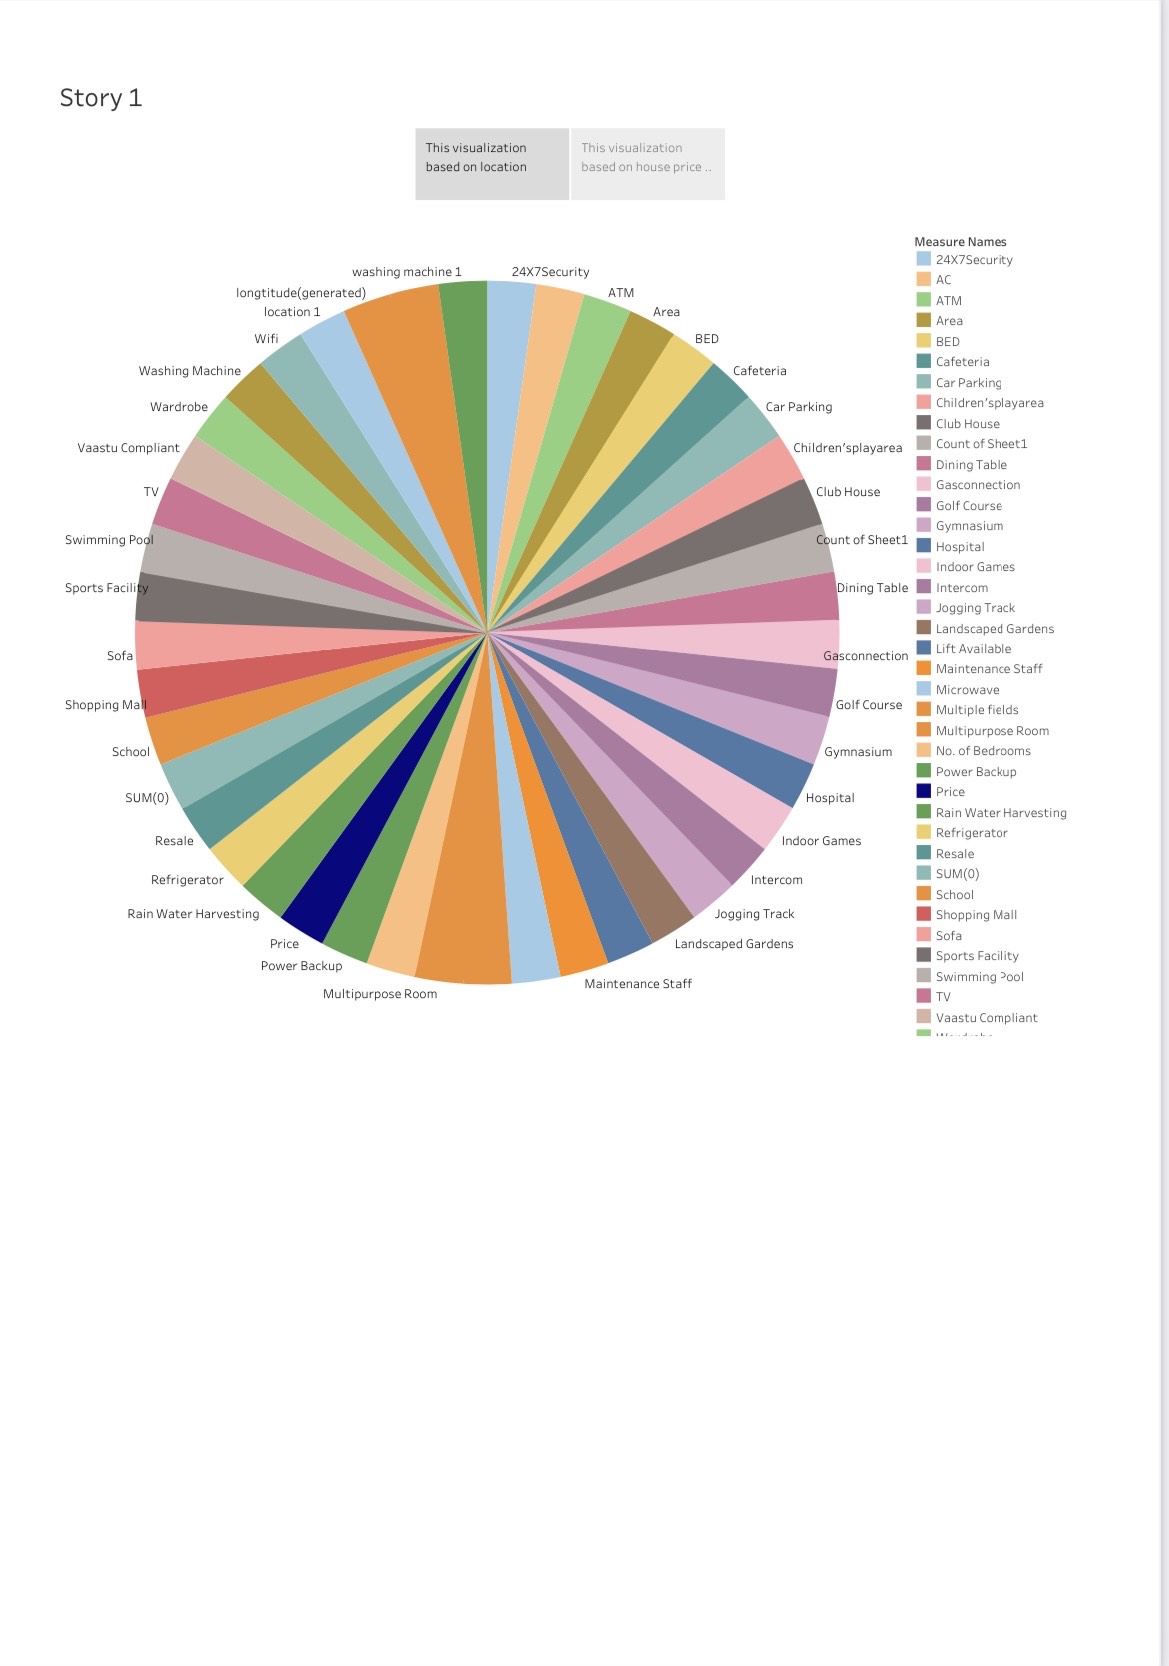 Story 1
This visualization
based on location
This visualization
based on house price ..
washing machine 1
24X7Security
longtitude(generated)
ATM
location 1
Area
Wifi
BED
Washing Machine
Cafeteria
Wardrobe
Car Parking
Vaastu Compliant
Children'splayarea
TV
Club House
Swimming Pool
Count of Sheet1
Sports Facility
Dining Table
Sofa
Gasconnection
Shopping Mall
Golf Course
School
Gymnasium
SUM(0)
Hospital
Resale
Indoor Games
Refrigerator
Intercom
Rain Water Harvesting
Jogging Track
Price
Landscaped Gardens
Power Backup
Maintenance Staff
Multipurpose Room
Measure Names
24X7Security
AC
ATM
Area
BED
Cafeteria
Car Parking
Children'splayarea
Club House
Count of Sheet1
Dining Table
Gasconnection
Golf Course
Gymnasium
Hospital
Indoor Games
Intercom
Jogging Track
Landscaped Gardens
Lift Available
Maintenance Staff
Microwave
Multiple fields
Multipurpose Room
No. of Bedrooms
Power Backup
Price
Rain Water Harvesting
Refrigerator
Resale
SUM(0)
School
Shopping Mall
Sofa
Sports Facility
Swimming Pool
TV
Vaastu Compliant